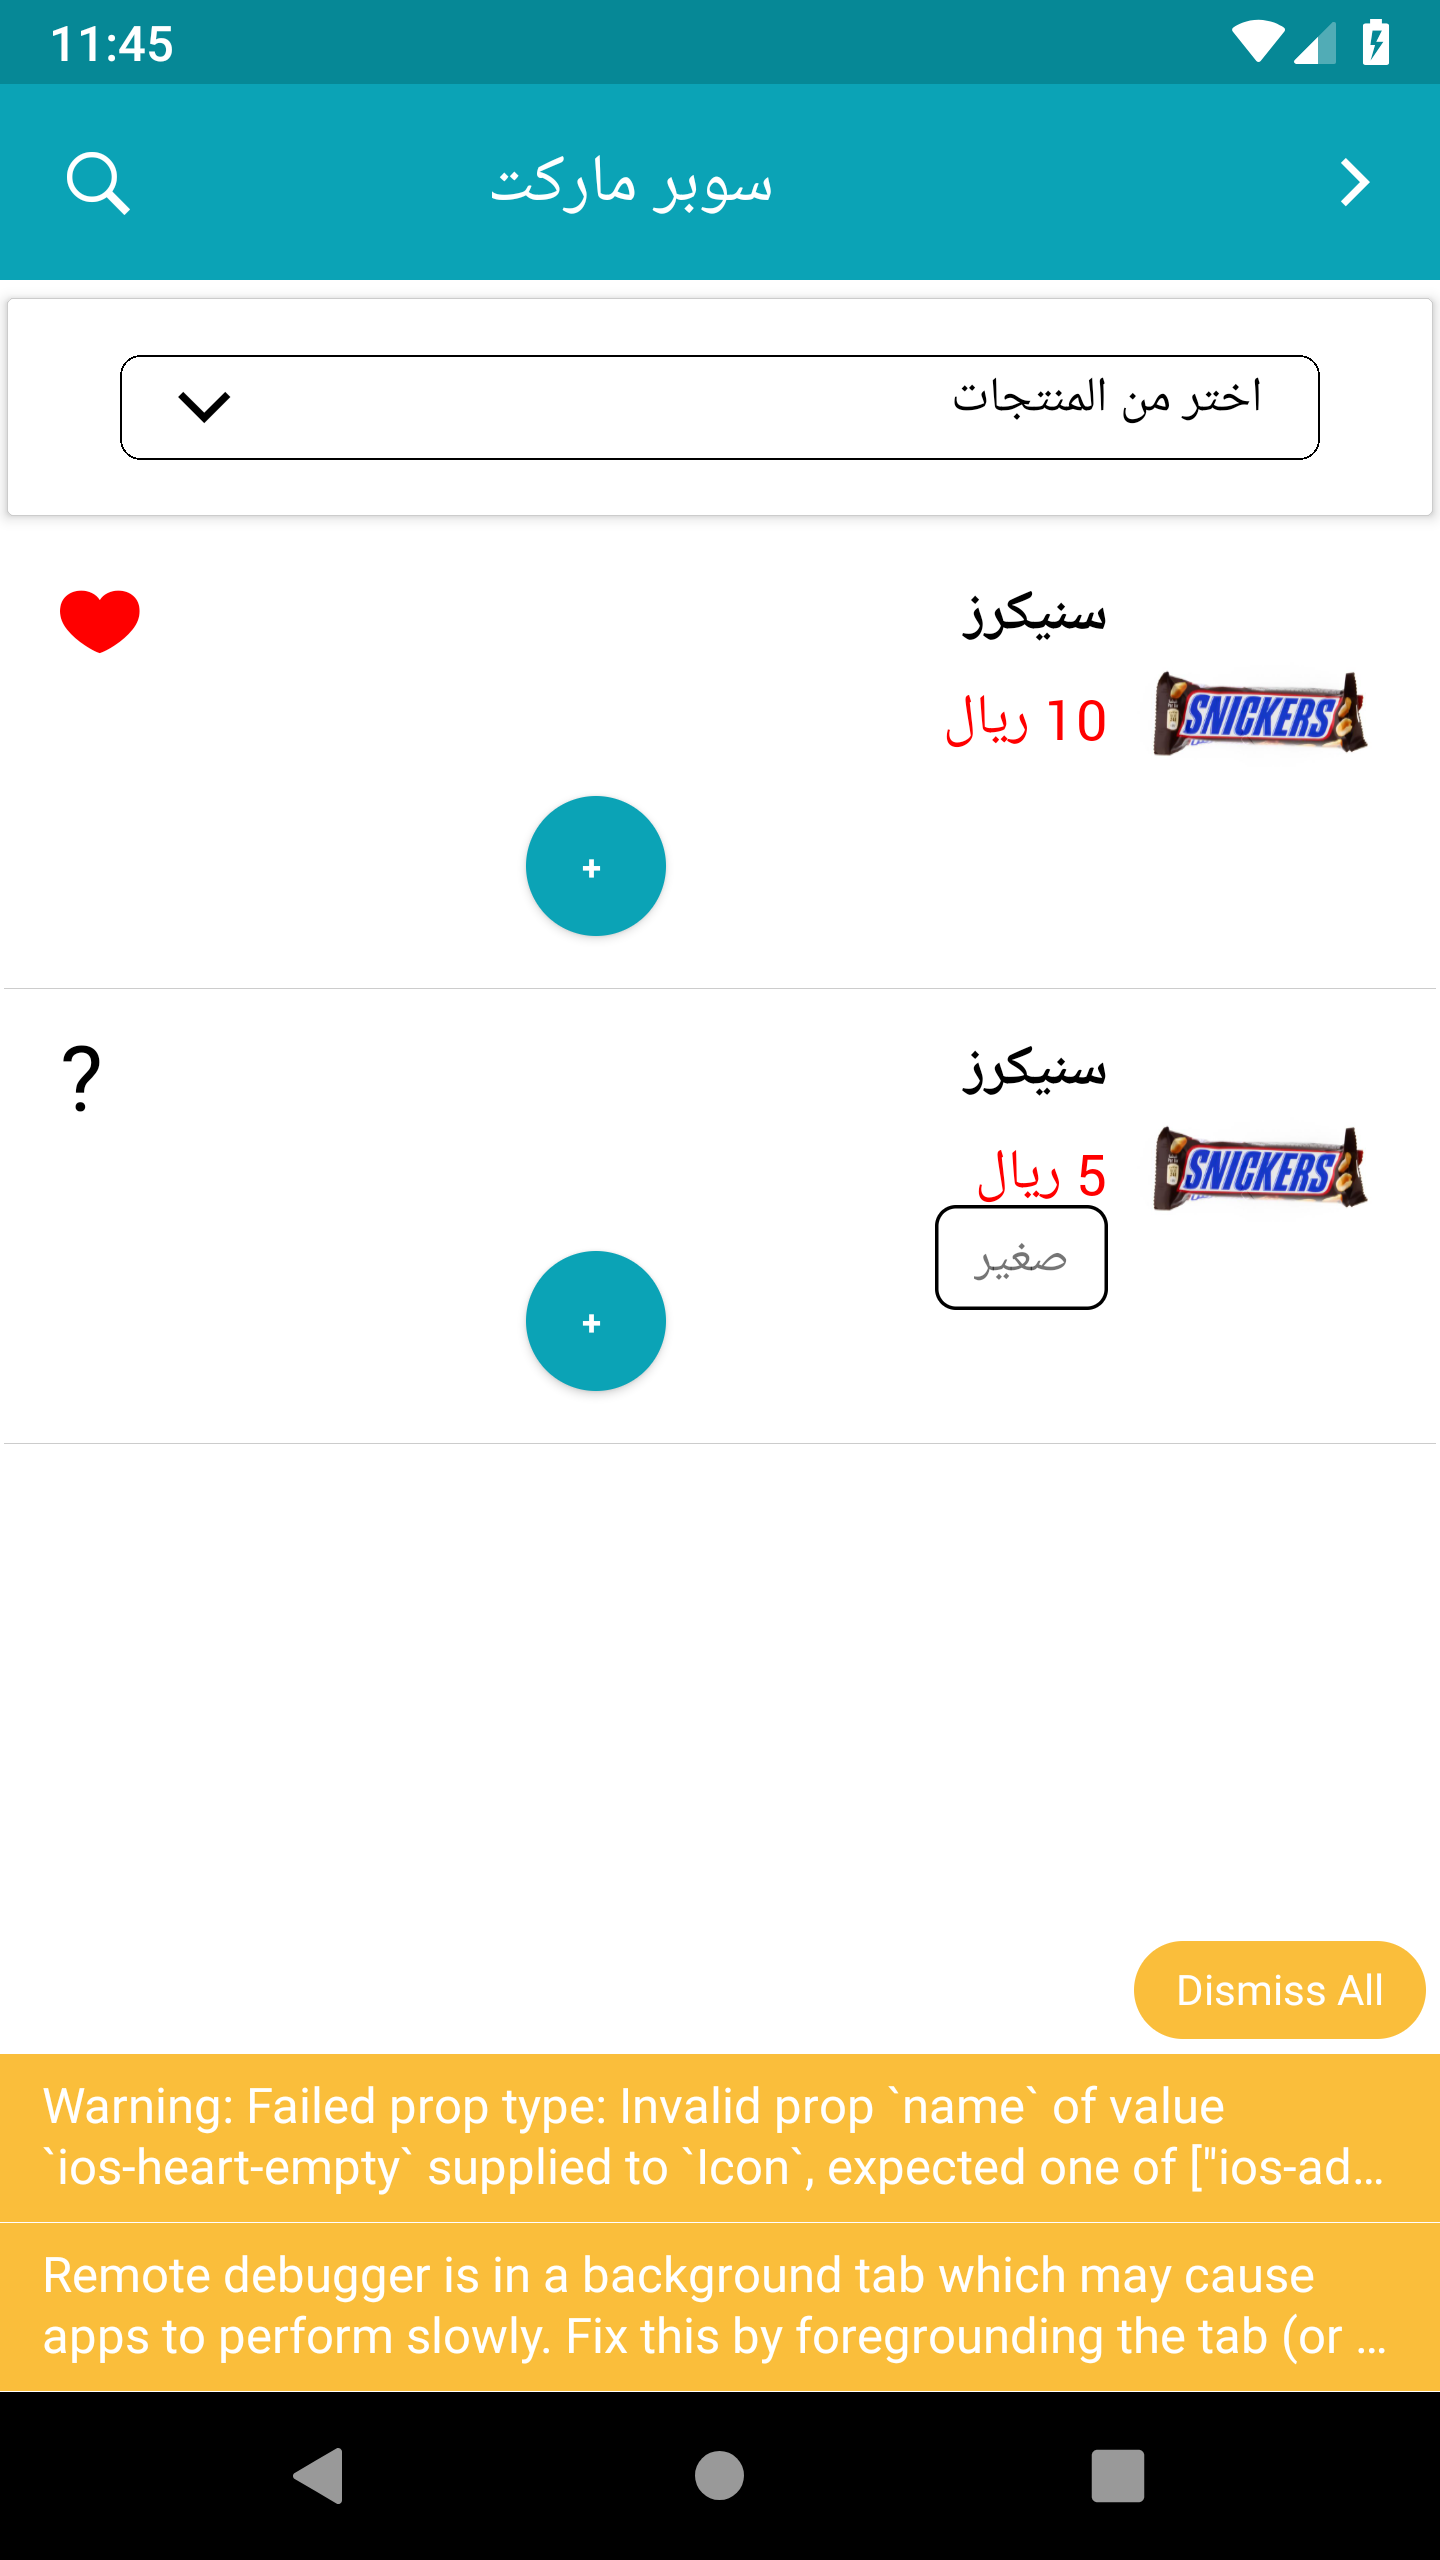 11:45
سوبر ماركت
اختر من المنتجات
سنيكرز
10 ريال
SNICKERS
+
?
سنيكرز
5 ريال
SNICKERS
صغير
+
Dismiss All
Warning: Failed prop type: Invalid prop `name` of value
`ios-heart-empty` supplied to `Icon`, expected one of ["ios-ad…
Remote debugger is in a background tab which may cause
apps to perform slowly. Fix this by foregrounding the tab (or …